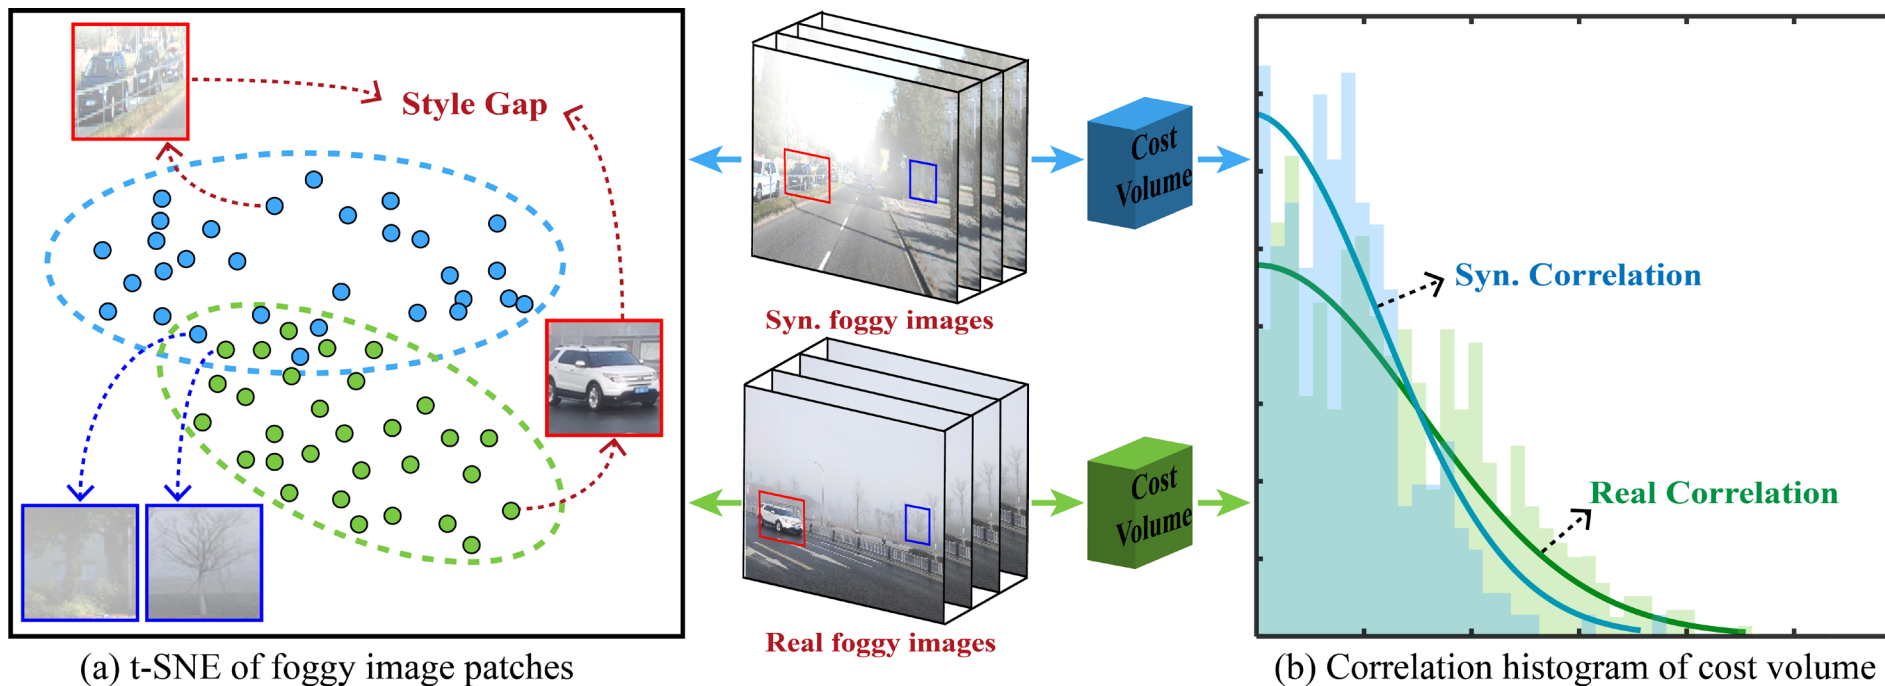 Style Gap
Cost
Volume
Syn. foggy images
Syn. Correlation
Cost
Volume
Real Correlation
Real foggy images
(a) t-SNE of foggy image patches
(b) Correlation histogram of cost volume